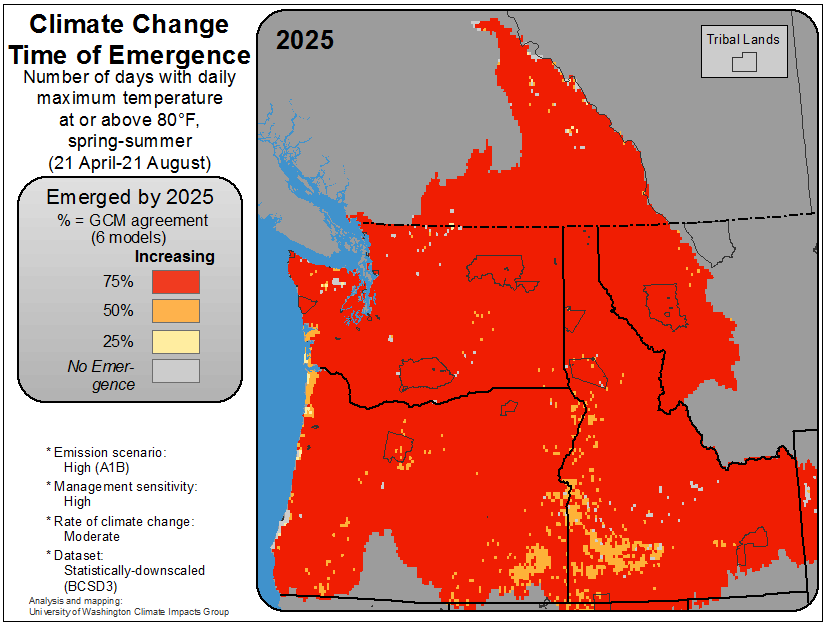 Climate Change
Time of Emergence
Number of days with daily
maximum temperature
at or above 80°F,
spring-summer
(21 April-21 August)
Emerged by 2025
% = GCM agreement
(6 models)
Increasing
75%
50%
25%
No Emer-
gence
* Emission scenario:
High (A1B)
* Management sensitivity:
High
* Rate of climate change:
Moderate
* Dataset:
Statistically-downscaled
(BCSD3)
Analysis and mapping:
University of Washington Climate Impacts Group
2025
Tribal Lands